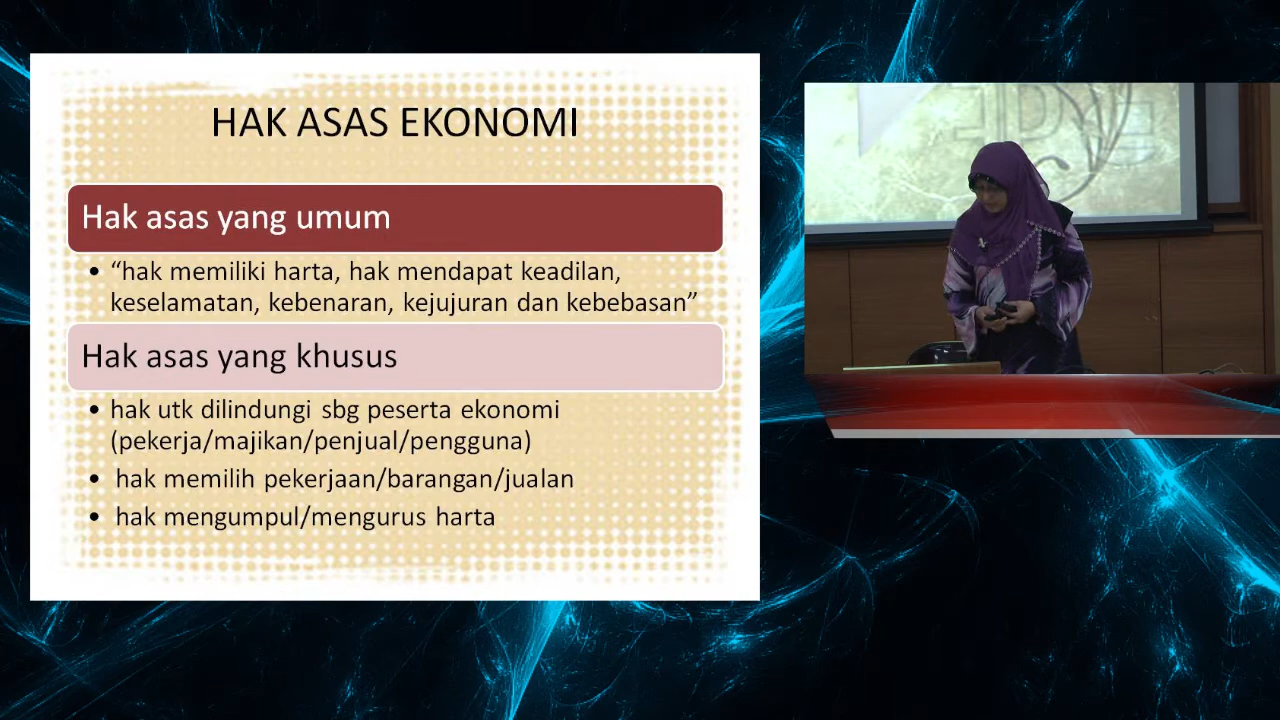 HAK ASAS EKONOMI
Hak asas yang umum
• “hak memiliki harta, hak mendapat keadilan,
keselamatan, kebenaran, kejujuran dan kebebasan”
Hak asas yang khusus
• hak utk dilindungi sbg peserta ekonomi
(pekerja/majikan/penjual/pengguna)
• hak memilih pekerjaan/barangan/jualan
• hak mengumpul/mengurus harta